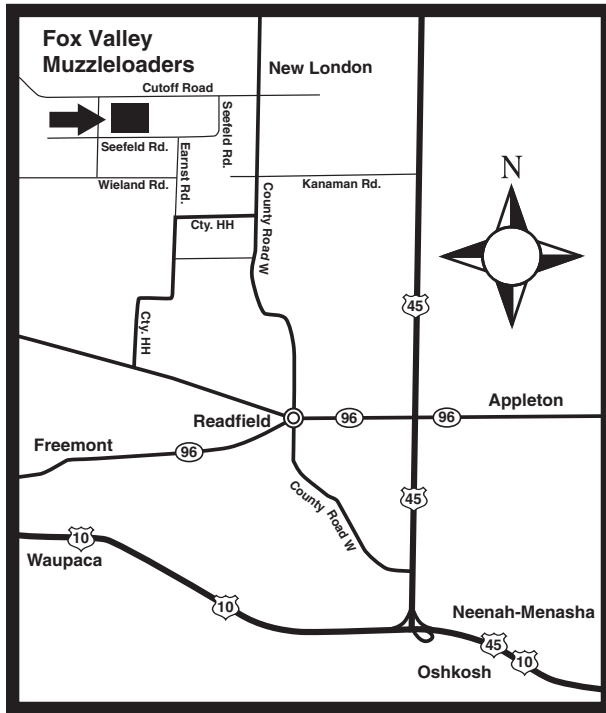 Fox Valley
Muzzleloaders
New London
Cutoff Road
Seefeld Rd.
Seefeld Rd.
Earnst Rd.
Wieland Rd.
Kanaman Rd.
N
County Road W
Cty. HH
Cty. HH
45
Appleton
96
96
Readfield
Freemont
96
45
County Road W
10
Waupaca
10
Neenah-Menasha
45
10
Oshkosh